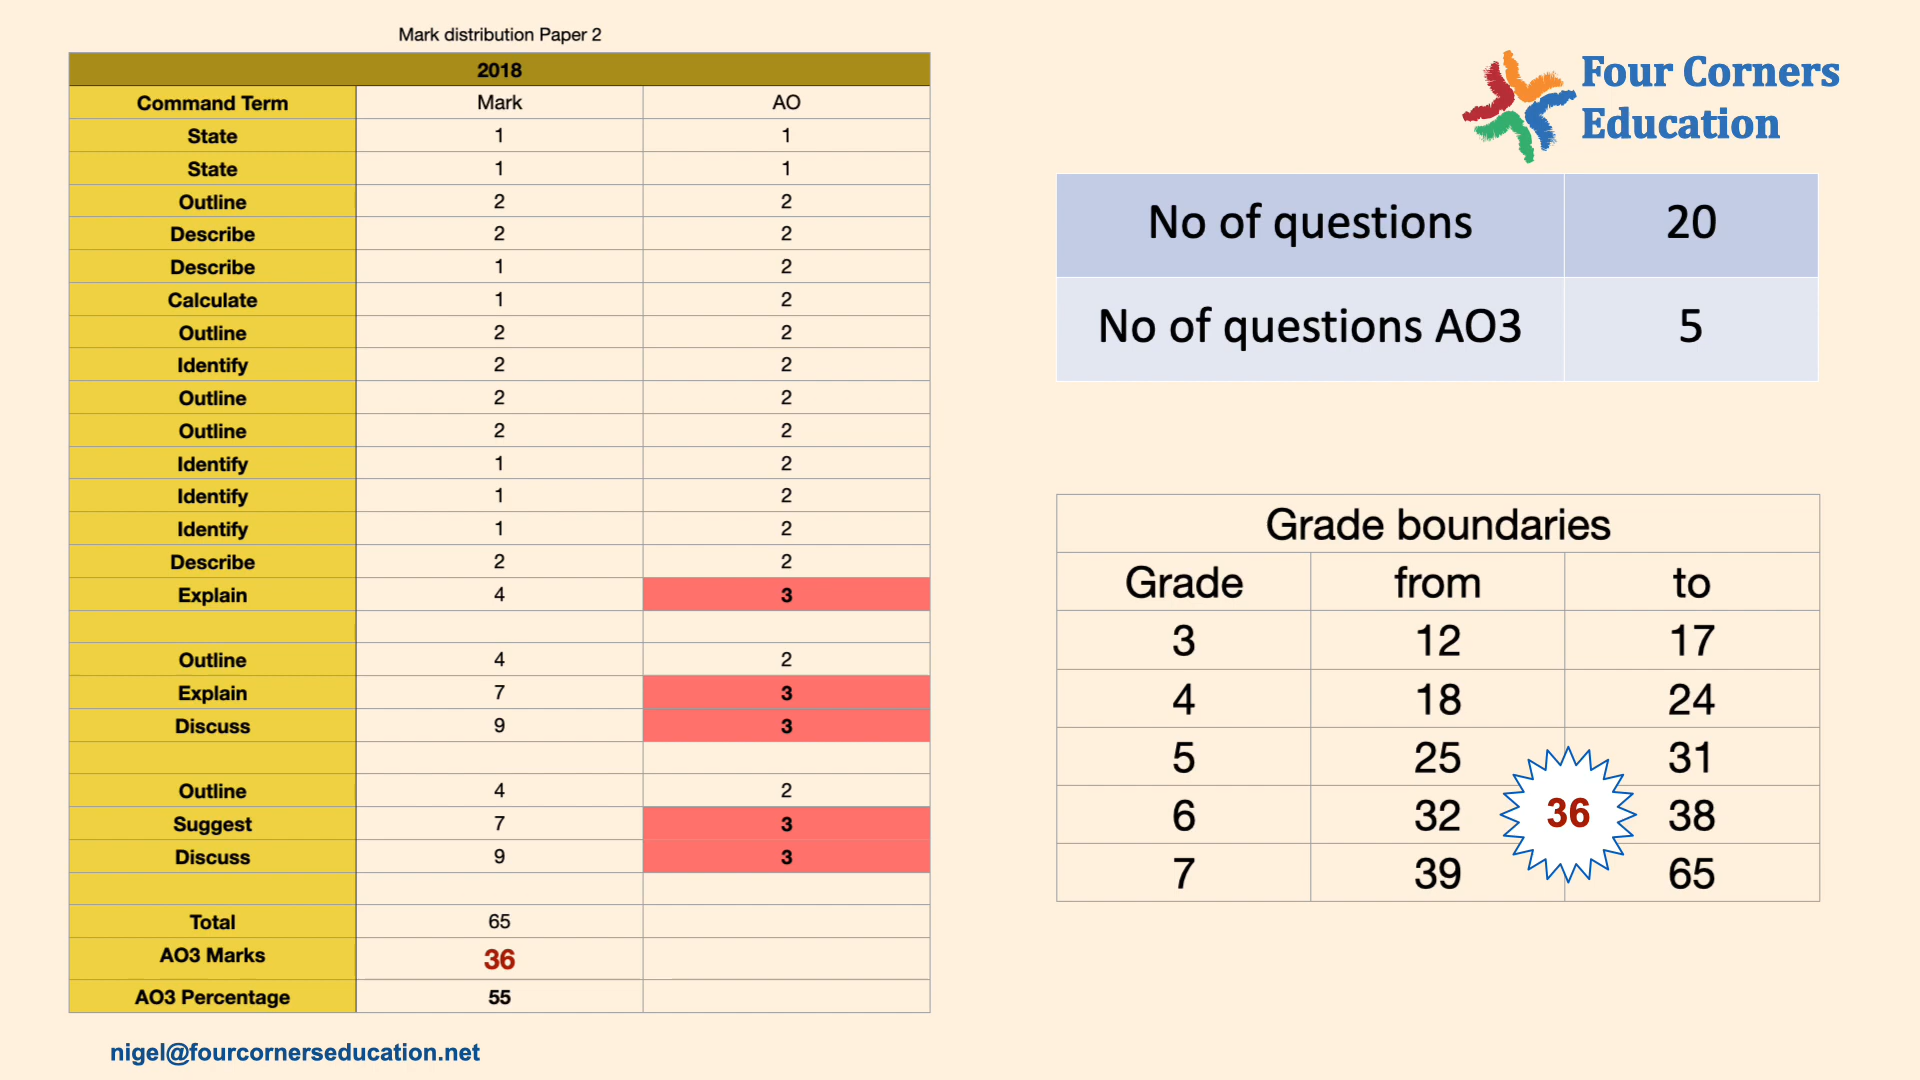 Mark distribution Paper 2
2018
Command Term Mark AO
State 1 1
State 1 1
Outline 2 2
Describe 2 2
Describe 1 2
Calculate 1 2
Outline 2 2
Identify 2 2
Outline 2 2
Outline 2 2
Identify 1 2
Identify 1 2
Identify 1 2
Describe 2 2
Explain 4 3
Outline 4 2
Explain 7 3
Discuss 9 3
Outline 4 2
Suggest 7 3
Discuss 9 3
Total 65
AO3 Marks 36
AO3 Percentage 55
nigel@fourcornerseducation.net
Four Corners
Education
No of questions 20
No of questions AO3 5
Grade boundaries
Grade from to
3 12 17
4 18 24
5 25 31
6 32 36 38
7 39 65